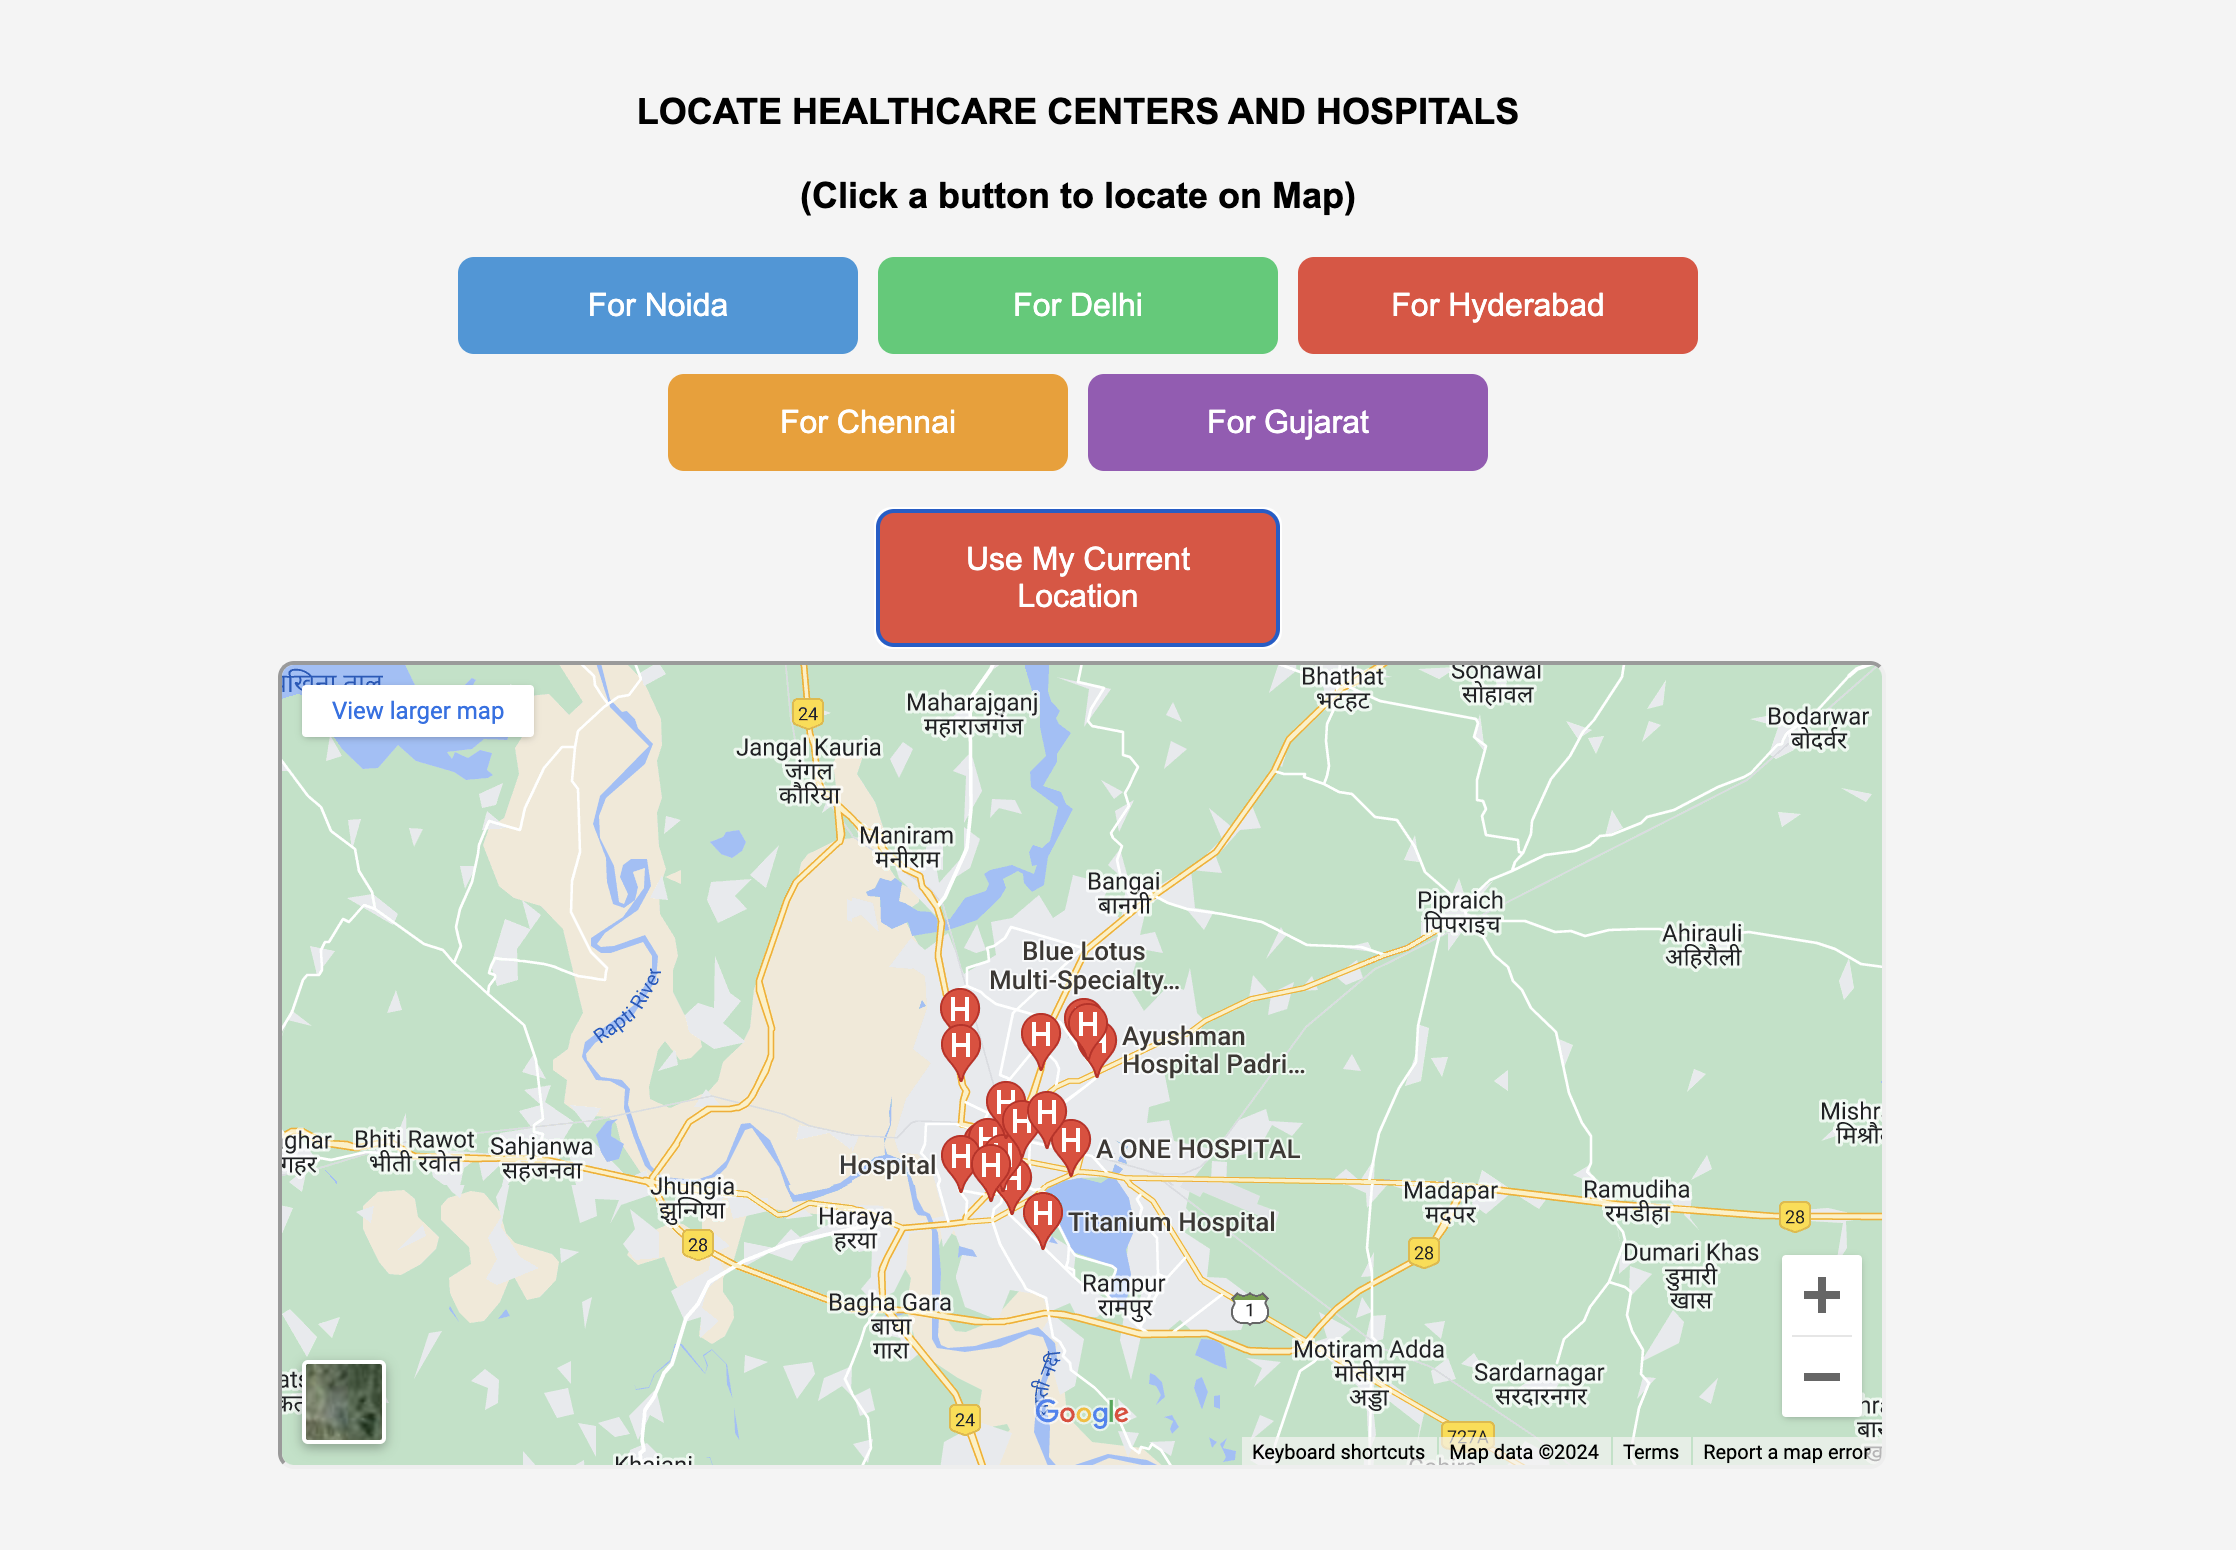 LOCATE HEALTHCARE CENTERS AND HOSPITALS
(Click a button to locate on Map)
For Noida
For Delhi
For Hyderabad
For Chennai
For Gujarat
Use My Current
Location
View larger map
24
Maharajganj
महाराजगंज
Bhathat
भटहट
Sohawal
सोहावल
Bodarwar
बोदर्वर
Jangal Kauria
जंगल
कौरिया
Maniram
मनीराम
Bangai
बानगी
Pipraich
पिपराइच
Ahirauli
अहिरौली
Blue Lotus
Multi-Specialty...
Rapti River
H
H
H
H
Ayushman
Hospital Padri...
H
H
H
H
H
H
H
H
A ONE HOSPITAL
Hospital
Bhiti Rawot
भीती रवोत
Sahjanwa
सहजनवा
Jhungia
झुन्गिया
Haraya
हरया
28
H
Titanium Hospital
Madapar
मदपर
Ramudiha
रमडीहा
28
28
Dumari Khas
डुमारी
खास
Rampur
रामपुर
1
Bagha Gara
बाघा
गारा
Motiram Adda
मोतीराम
अड्डा
Sardarnagar
सरदारनगर
24
Google
727A
Keyboard shortcuts
Map data ©2024
Terms
Report a map error